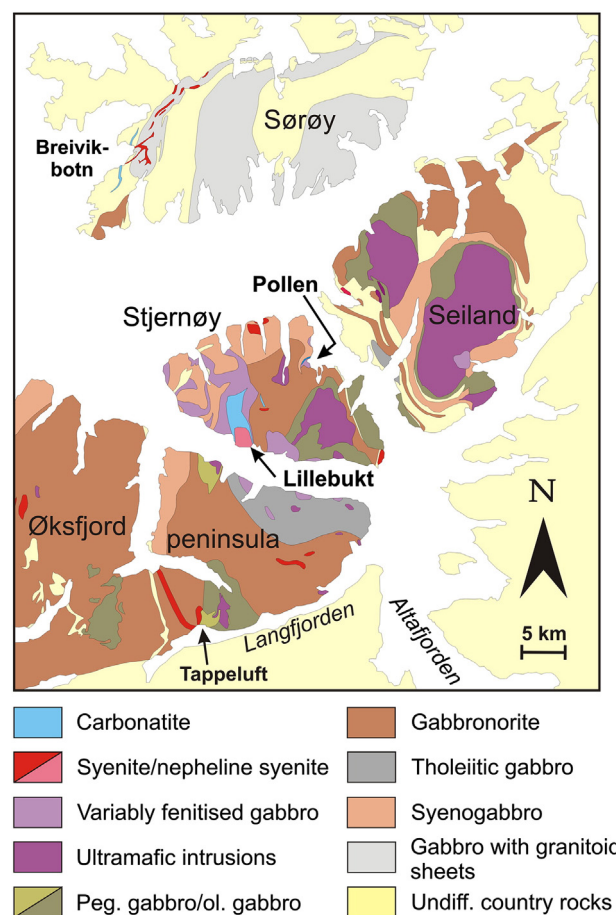 Sørøy
Breivik-
botn
Pollen
Stjernøy
Seiland
Lillebukt
Øksfjord
peninsula
N
Langfjorden
Altafjorden
5 km
Tappeluft
Carbonatite
Syenite/nepheline syenite
Variably fenitised gabbro
Ultramafic intrusions
Peg. gabbro/ol. gabbro
Gabbronorite
Tholeiitic gabbro
Syenogabbro
Gabbro with granitoid
sheets
Undiff. country rocks